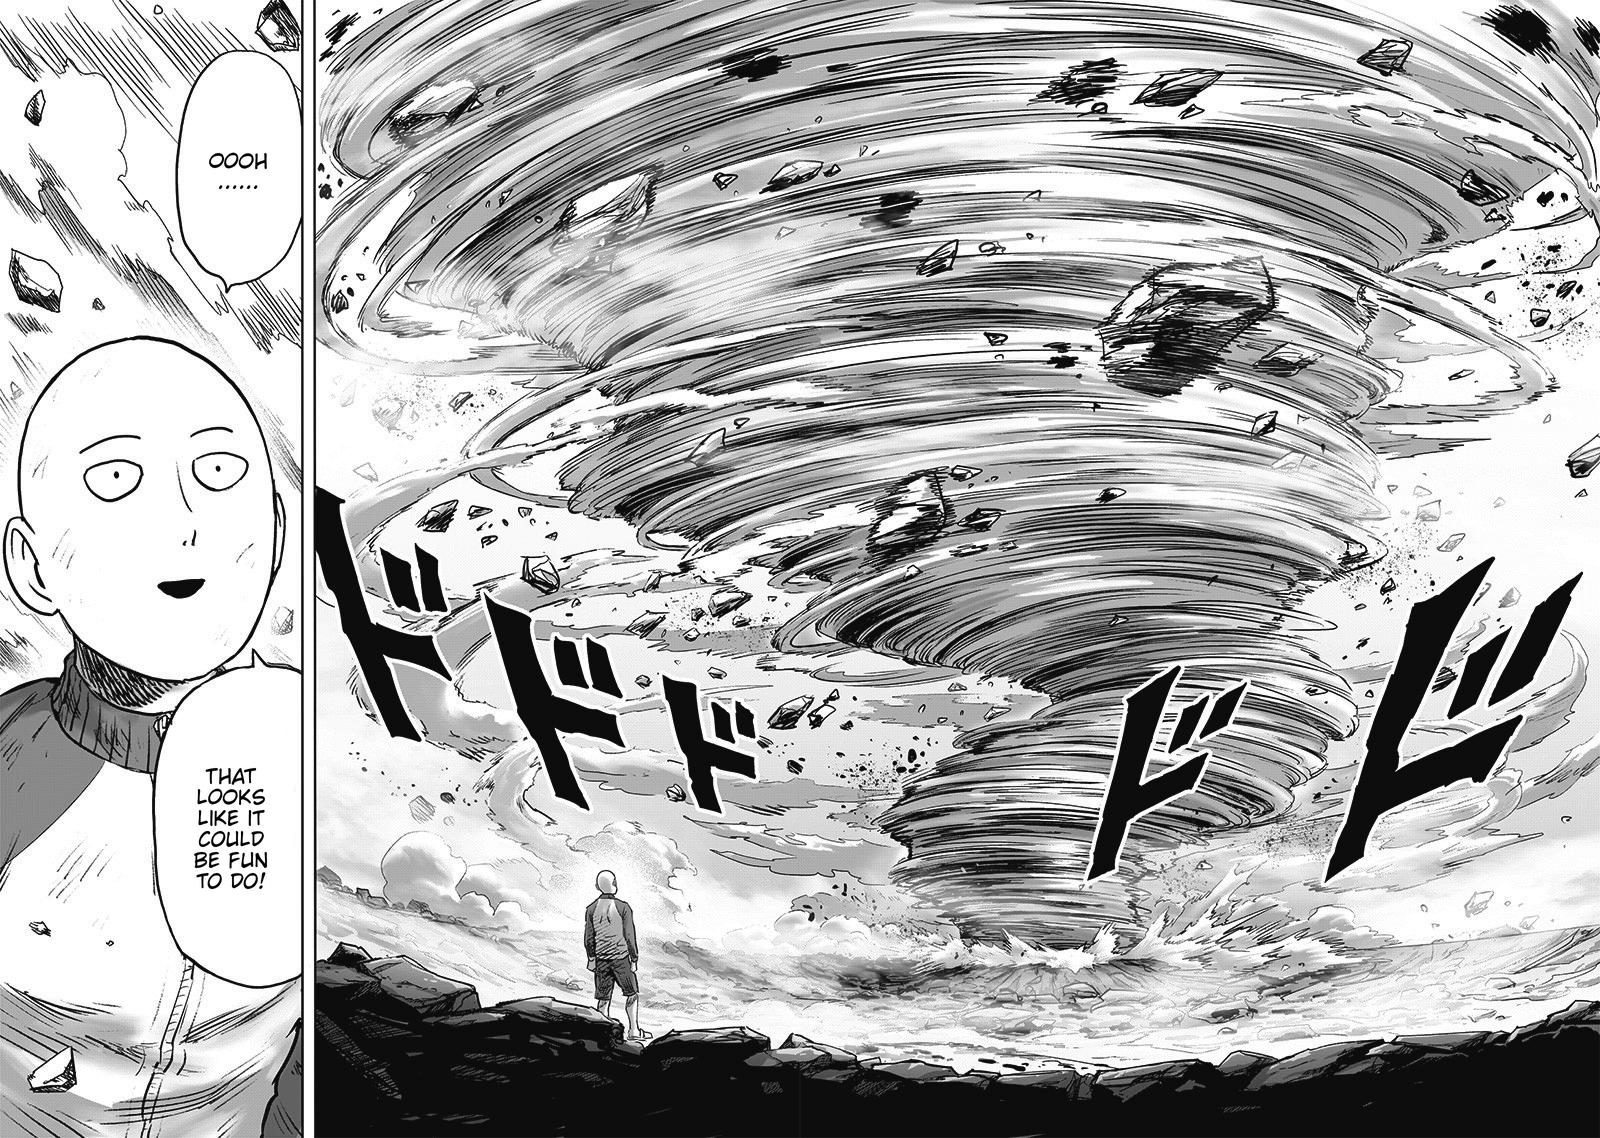 ドドドドド
OOOH
......
THAT
LOOKS
LIKE IT
COULD
BE FUN
TO DO!